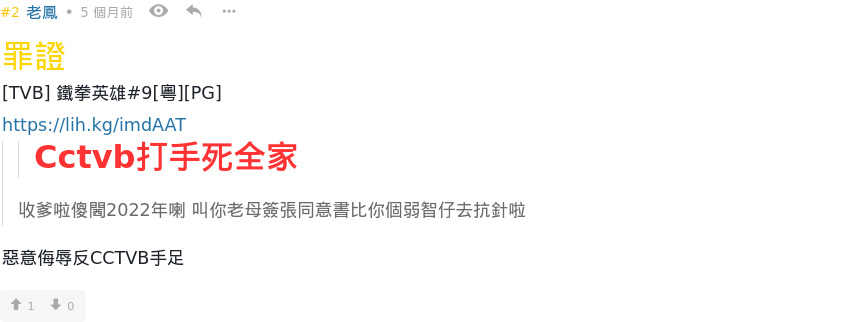 #2 老鳳 • 5 個月前
罪證
[TVB] 鐵拳英雄#9[粵][PG]
https://lih.kg/imdAAT
Cctvb打手死全家
收爹啦傻閪2022年喇 叫你老母簽張同意書比你個弱智仔去抗針啦
惡意侮辱反CCTVB手足
1 0